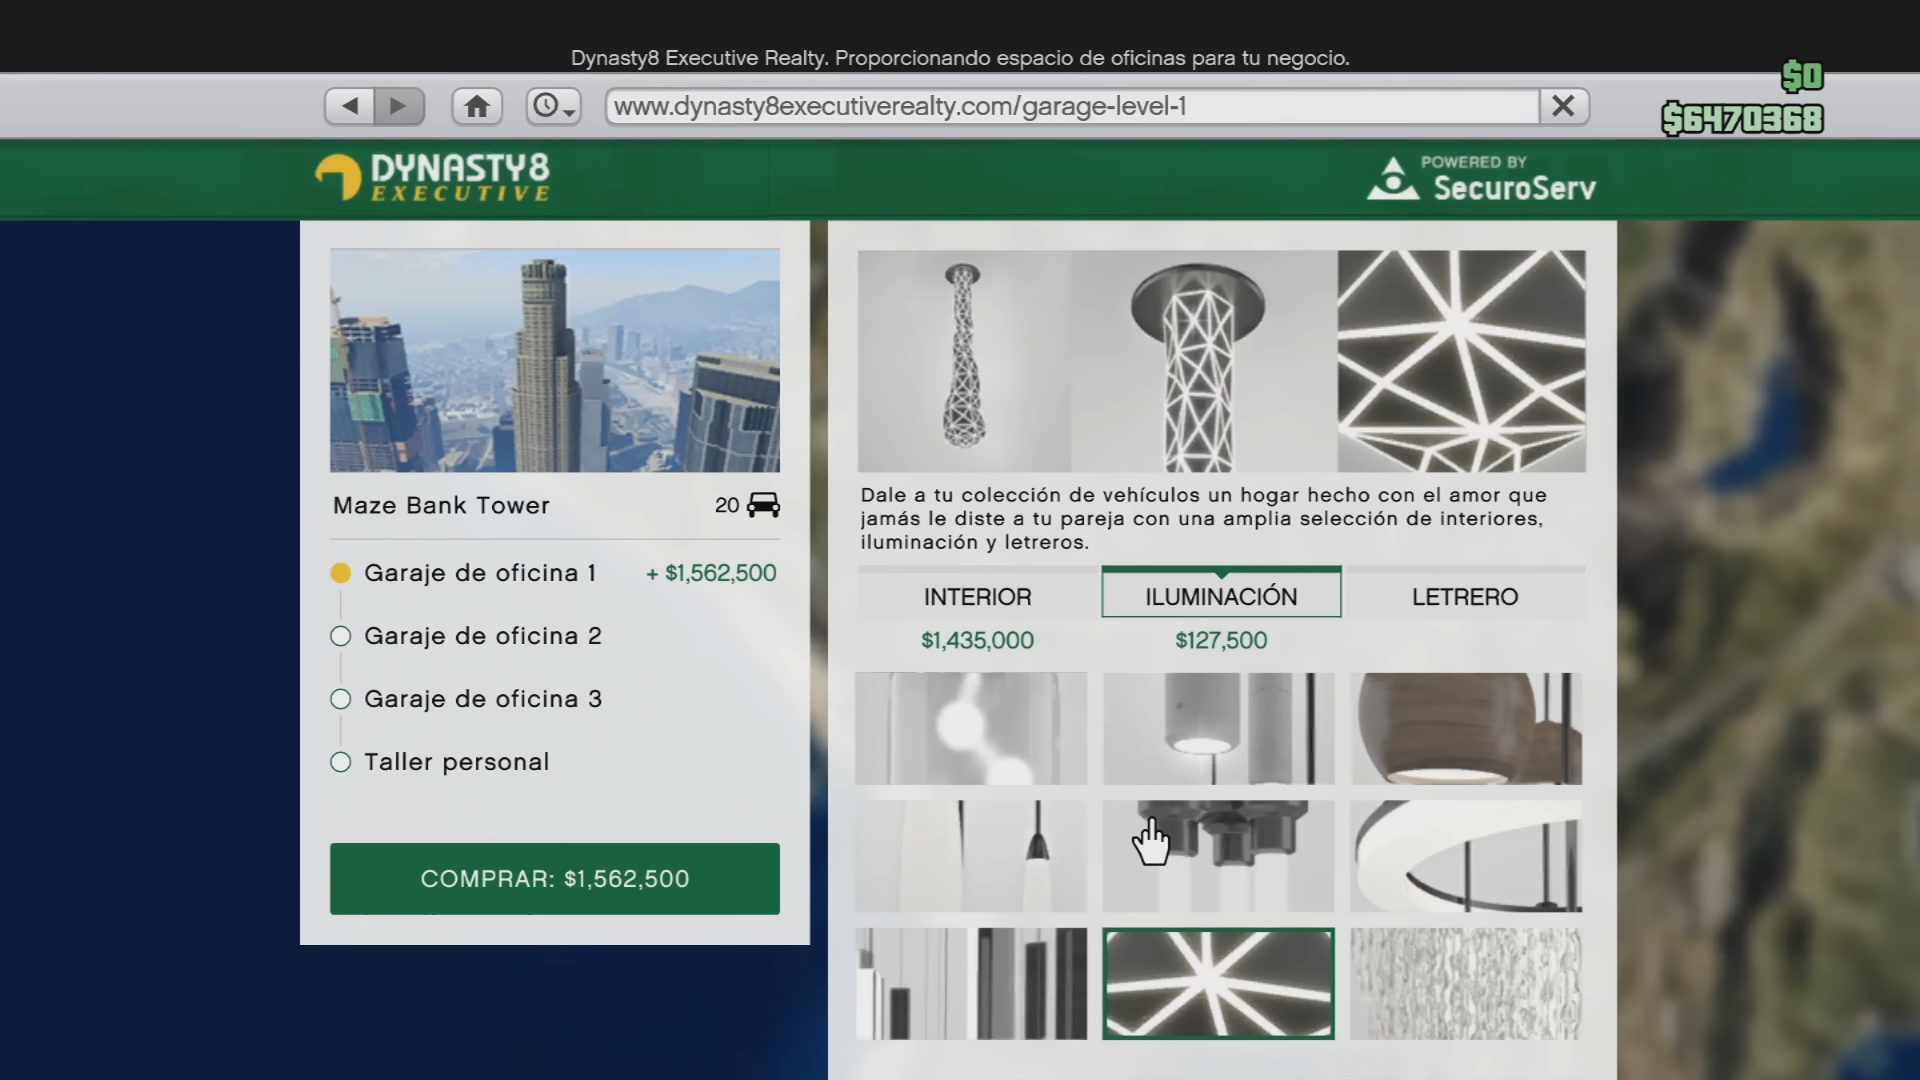 Dynasty8 Executive Realty. Proporcionando espacio de oficinas para tu negocio.
$0
www.dynasty8executiverealty.com/garage-level-1
$6470368
DYNASTY8
EXECUTIVE
POWERED BY
SecuroServ
Maze Bank Tower
20
Garaje de oficina 1
+ $1,562,500
Garaje de oficina 2
Garaje de oficina 3
Taller personal
COMPRAR: $1,562,500
Dale a tu colección de vehículos un hogar hecho con el amor que
jamás le diste a tu pareja con una amplia selección de interiores,
iluminación y letreros.
INTERIOR
ILUMINACIÓN
LETRERO
$1,435,000
$127,500